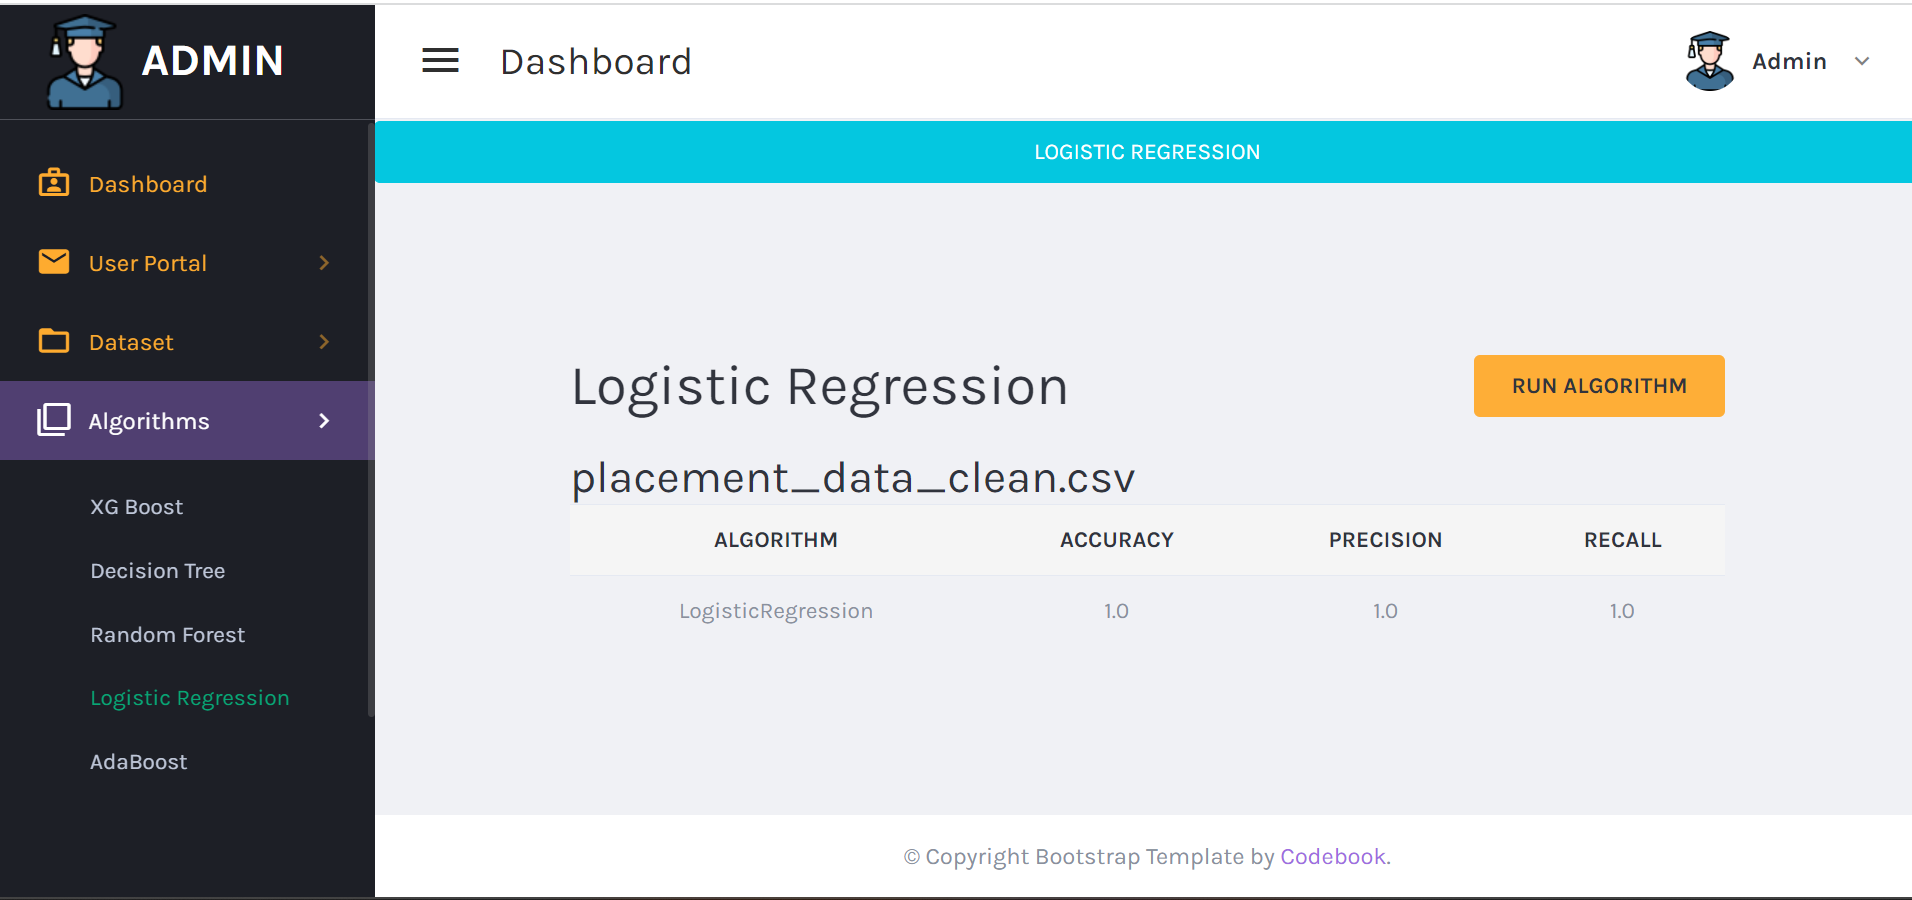 ADMIN
Dashboard
Admin
Dashboard
User Portal
Dataset
Algorithms
XG Boost
Decision Tree
Random Forest
Logistic Regression
AdaBoost
LOGISTIC REGRESSION
Logistic Regression
RUN ALGORITHM
placement_data_clean.csv
ALGORITHM ACCURACY PRECISION RECALL
LogisticRegression 1.0 1.0 1.0
© Copyright Bootstrap Template by Codebook.